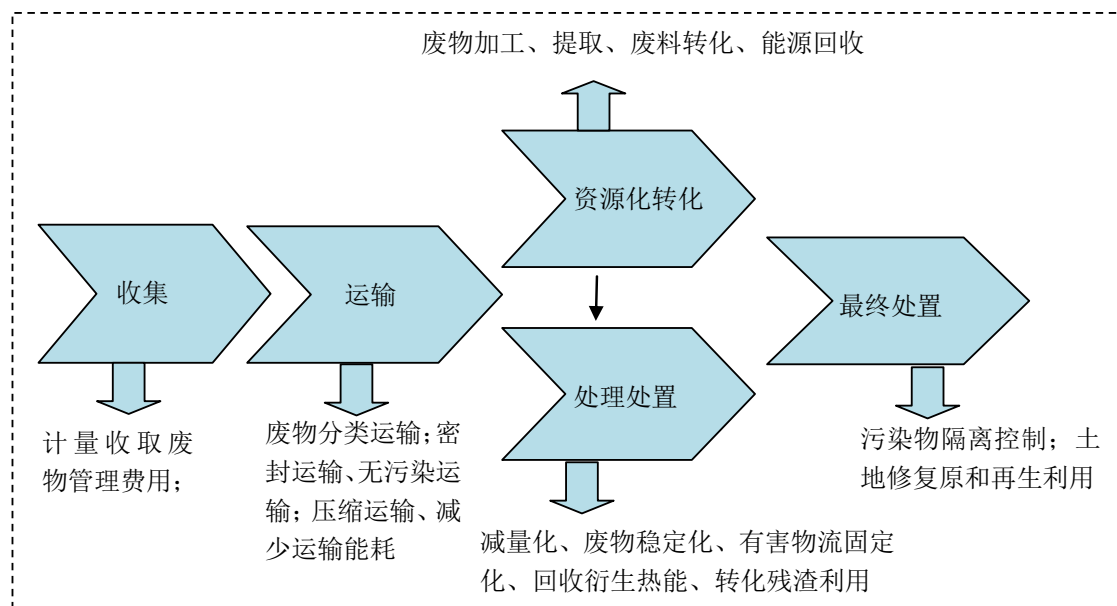 废物加工、提取、废料转化、能源回收
资源化转化
收集
运输
最终处置
处理处置
计量收取废
物管理费用；
废物分类运输；密
封运输、无污染运
输；压缩运输、减
少运输能耗
污染物隔离控制；土
地修复原和再生利用
减量化、废物稳定化、有害物流固定
化、回收衍生热能、转化残渣利用